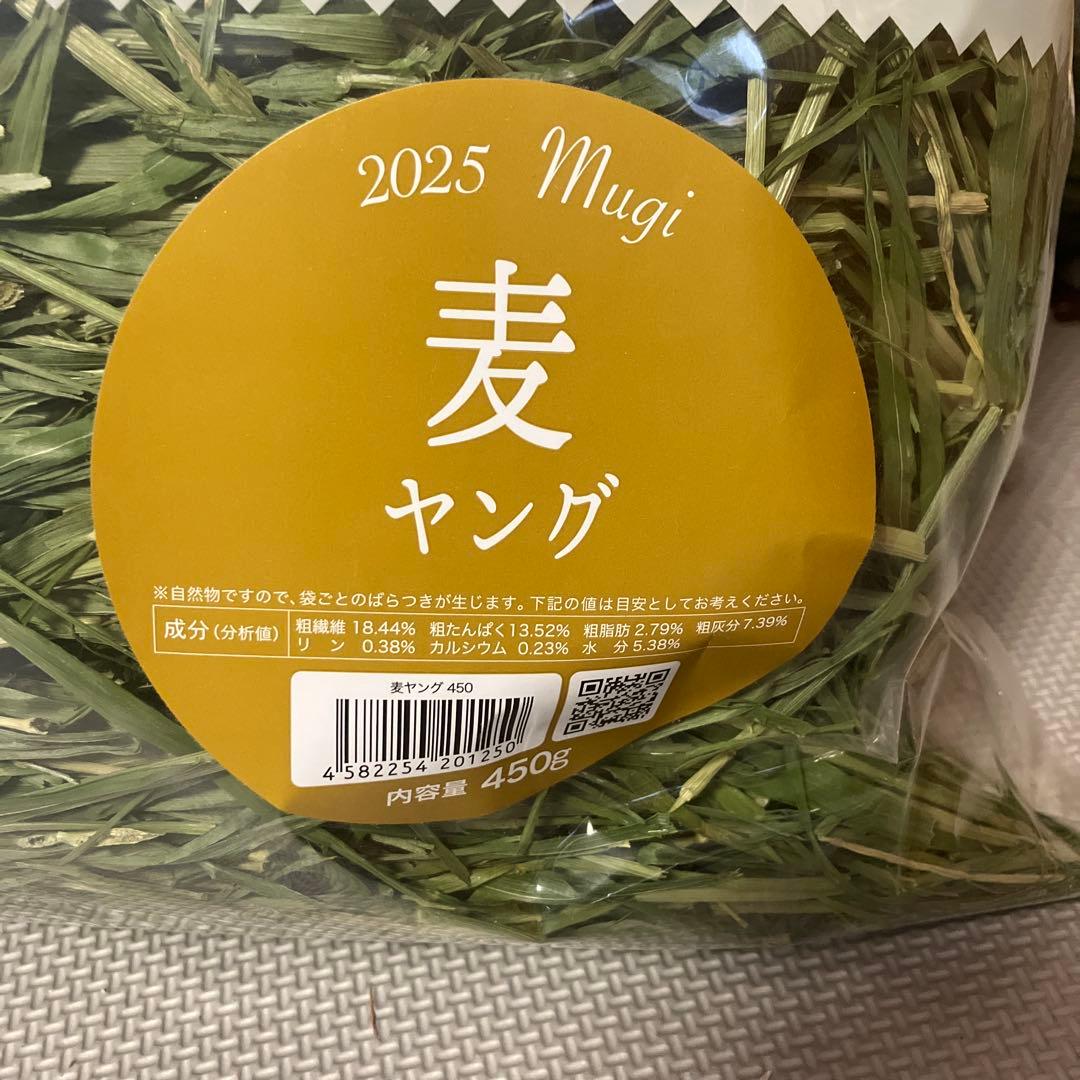 2025 Mugi
麦
ヤング
※自然物ですので、袋ごとのばらつきが生じます。下記の値は目安としてお考えください。
成分(分析値) 粗繊維 18.44% 粗たんぱく13.52% 粗脂肪 2.79% 粗灰分 7.39%
リン 0.38% カルシウム 0.23% 水 分 5.38%
麦ヤング 450
4 582254 201250
内容量 450g